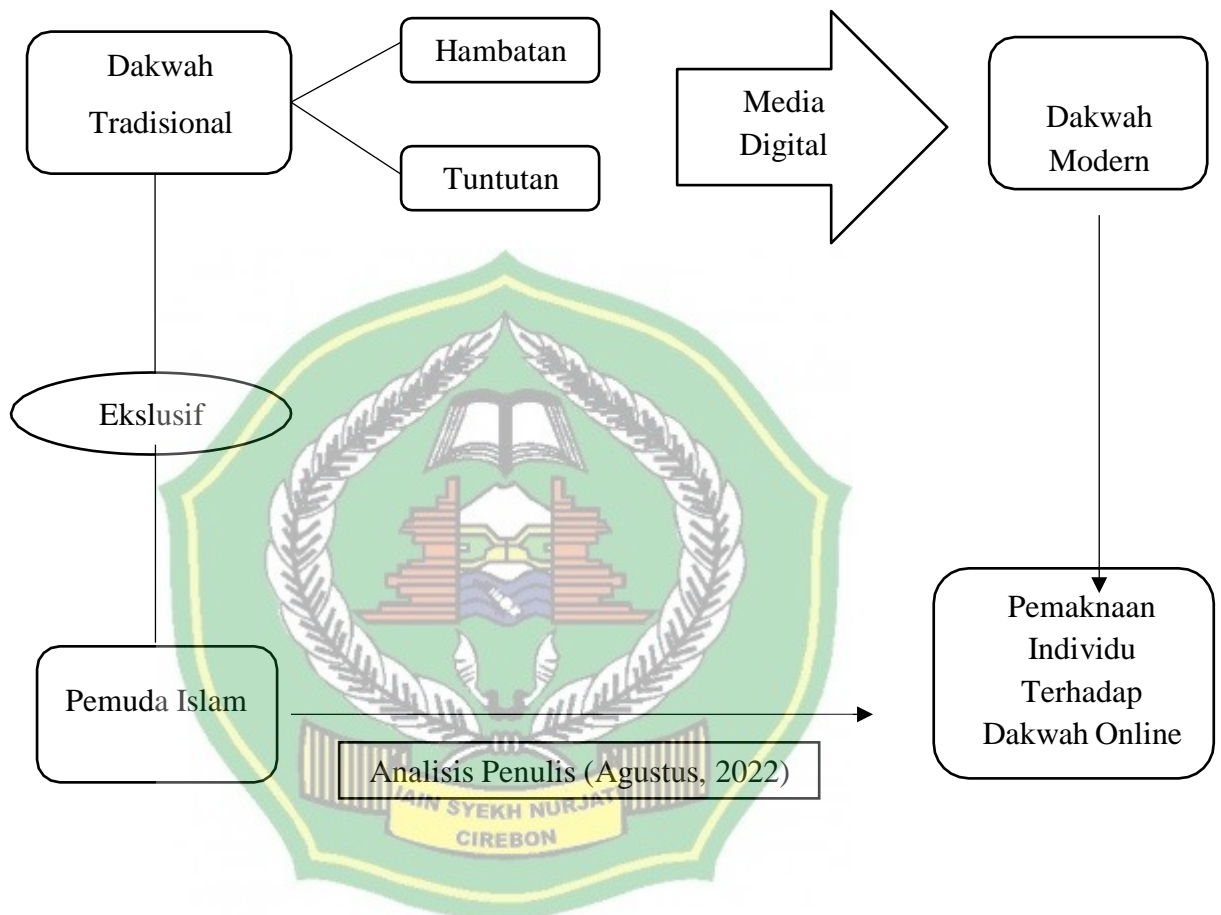 Dakwah
Tradisional
Hambatan
Tuntutan
Media
Digital
Dakwah
Modern
Ekslusif
Pemuda Islam
Pemaknaan
Individu
Terhadap
Dakwah Online
Analisis Penulis (Agustus, 2022)
IAIN SYEKH NURJATI
CIREBON